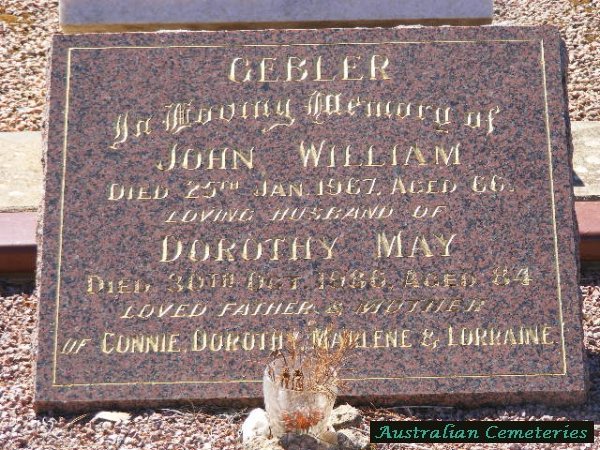 GEBLER
In Loving Memory of
JOHN WILLIAM
DIED 25TH JAN. 1967. AGED 66.
LOVING HUSBAND OF
DOROTHY MAY
DIED 30TH OCT. 1986. AGED 84
LOVED FATHER & MOTHER
OF CONNIE, DOROTHY, MARLENE & LORRAINE
Australian Cemeteries